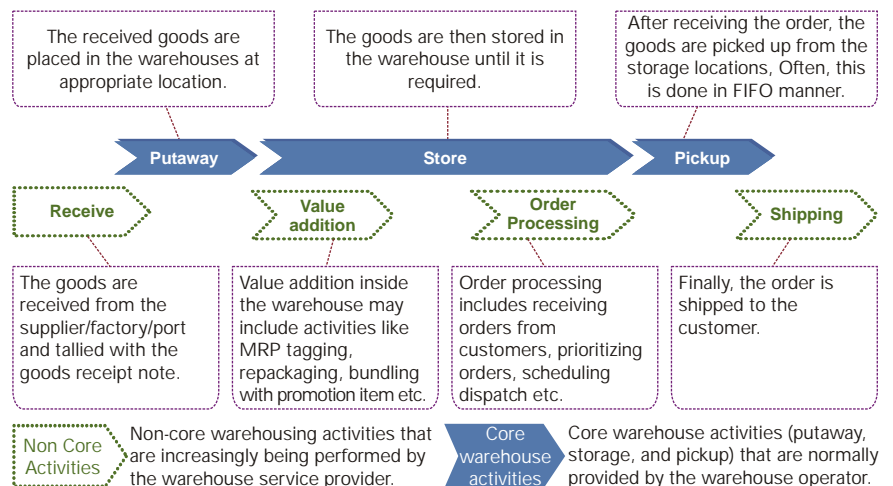 The received goods are
placed in the warehouses at
appropriate location.
The goods are then stored in
the warehouse until it is
required.
After receiving the order, the
goods are picked up from the
storage locations, Often, this
is done in FIFO manner.
Putaway
Store
Pickup
Receive
Value
addition
Order
Processing
Shipping
The goods are
received from the
supplier/factory/port
and tallied with the
goods receipt note.
Value addition inside
the warehouse may
include activities like
MRP tagging,
repackaging, bundling
with promotion item etc.
Order processing
includes receiving
orders from
customers, prioritizing
orders, scheduling
dispatch etc.
Finally, the order is
shipped to the
customer.
Non Core
Activities
Non-core warehousing activities that
are increasingly being performed by
the warehouse service provider.
Core
warehouse
activities
Core warehouse activities (putaway,
storage, and pickup) that are normally
provided by the warehouse operator.